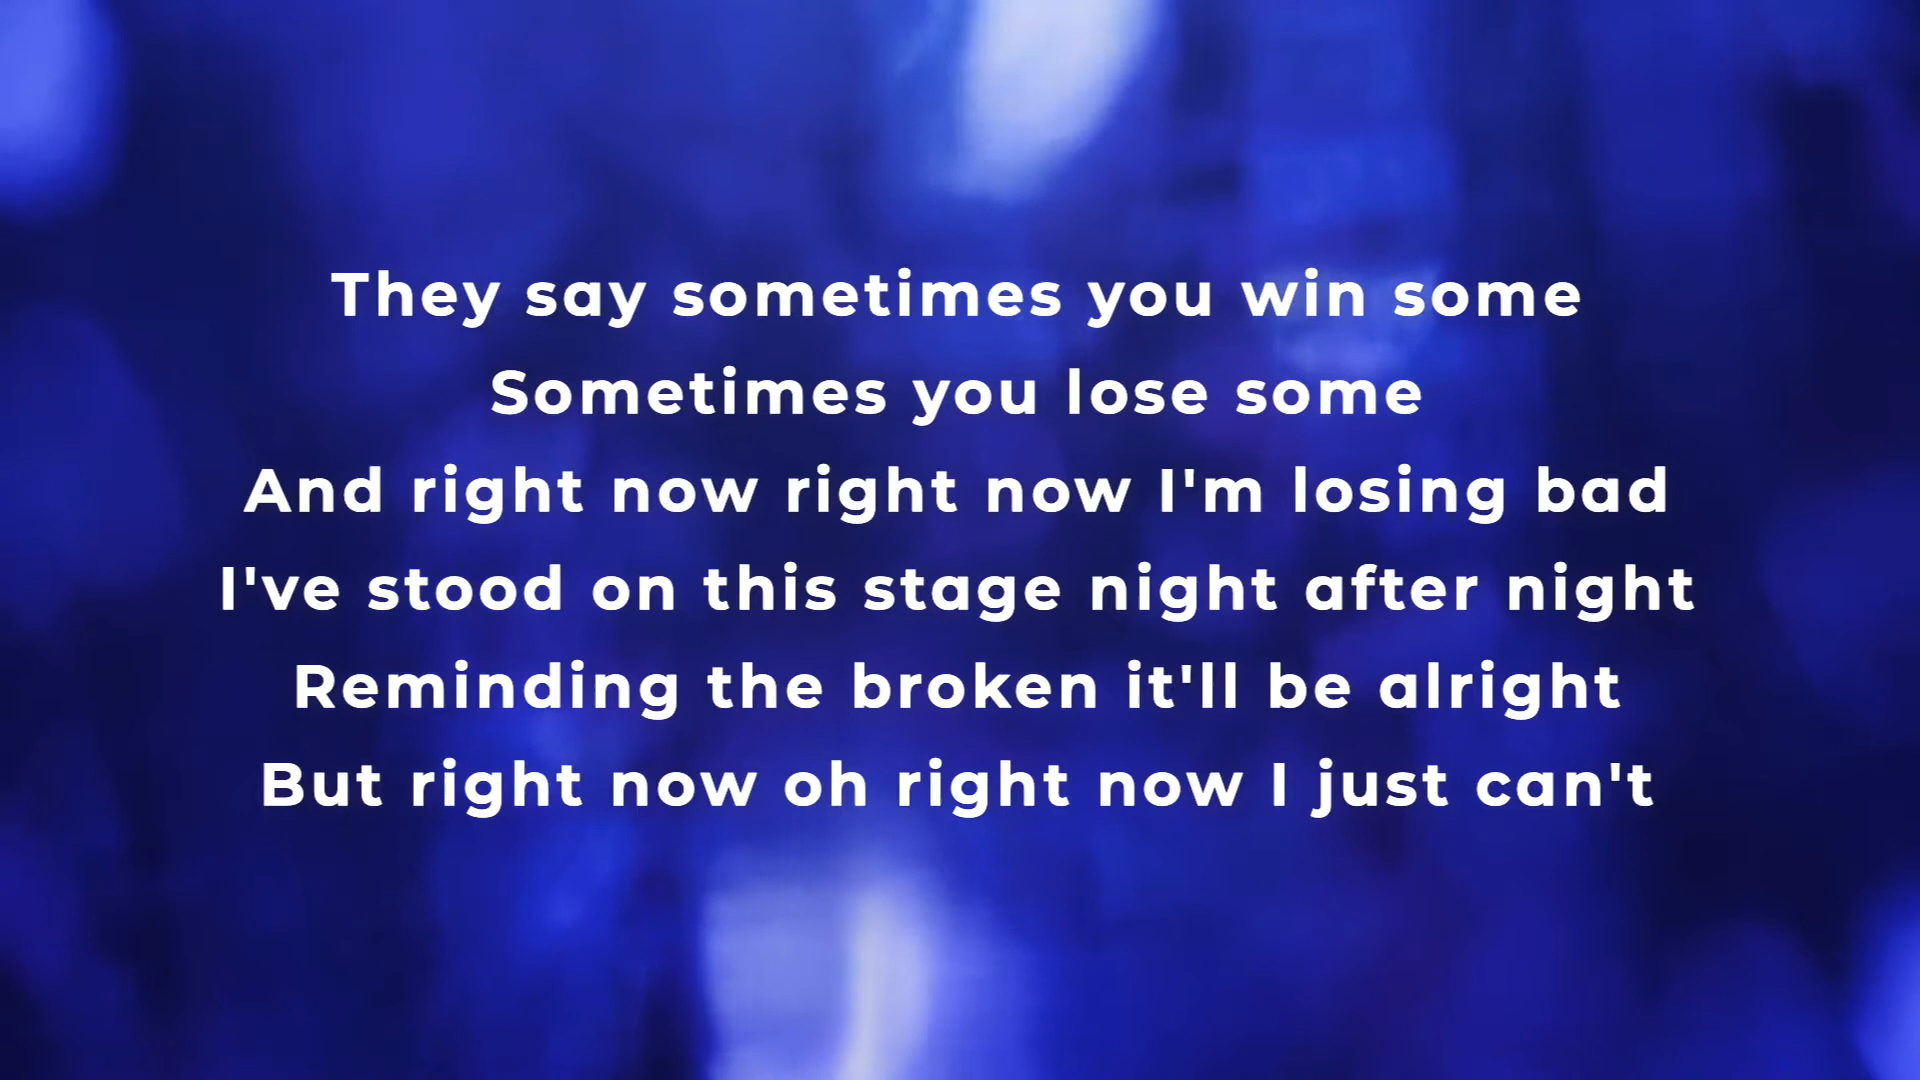 They say sometimes you win some
Sometimes you lose some
And right now right now I'm losing bad
I've stood on this stage night after night
Reminding the broken it'll be alright
But right now oh right now I just can't